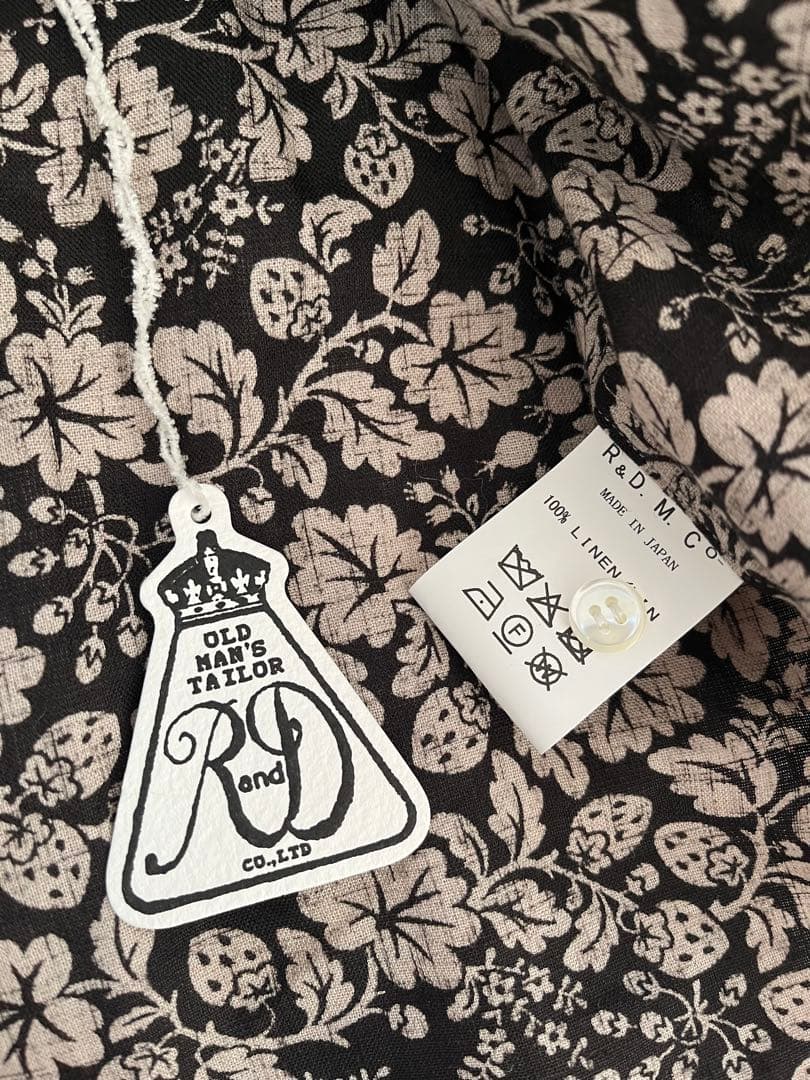 OLD
MAN'S
TAILOR
R and D
CO.,LTD
R & D. M. Co-
MADE IN JAPAN
100% LINEN
F